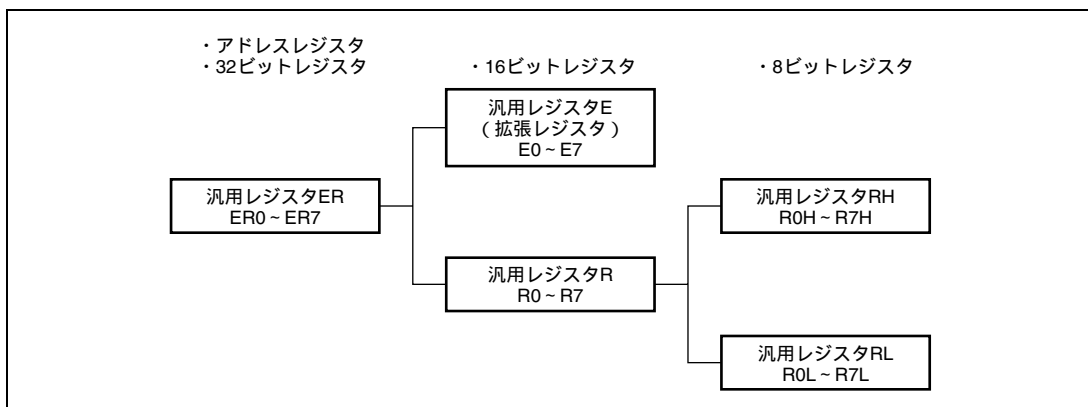 ・アドレスレジスタ
・32ビットレジスタ
・16ビットレジスタ
・8ビットレジスタ
汎用レジスタE
（拡張レジスタ）
E0～E7
汎用レジスタER
ER0～ER7
汎用レジスタRH
R0H～R7H
汎用レジスタR
R0～R7
汎用レジスタRL
R0L～R7L